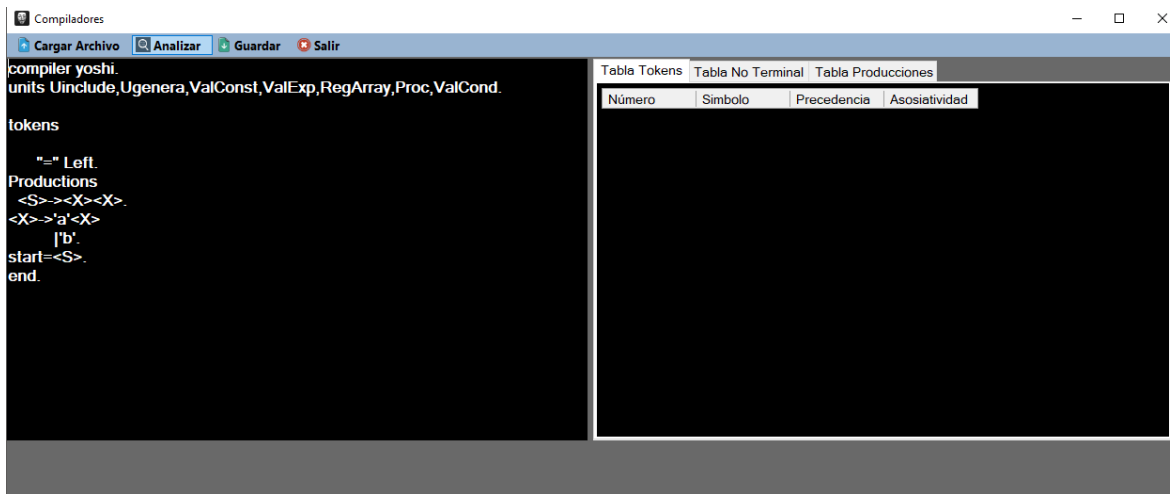 Compiladores
Cargar Archivo Analizar Guardar Salir
compiler yoshi.
units Uinclude,Ugenera,ValConst,ValExp,RegArray,Proc,ValCond.
tokens
"=" Left.
Productions
<S>-><X><X>.
<X>->'a'<X>
|'b'.
start=<S>.
end.
Tabla Tokens Tabla No Terminal Tabla Producciones
Número Simbolo Precedencia Asosiatividad